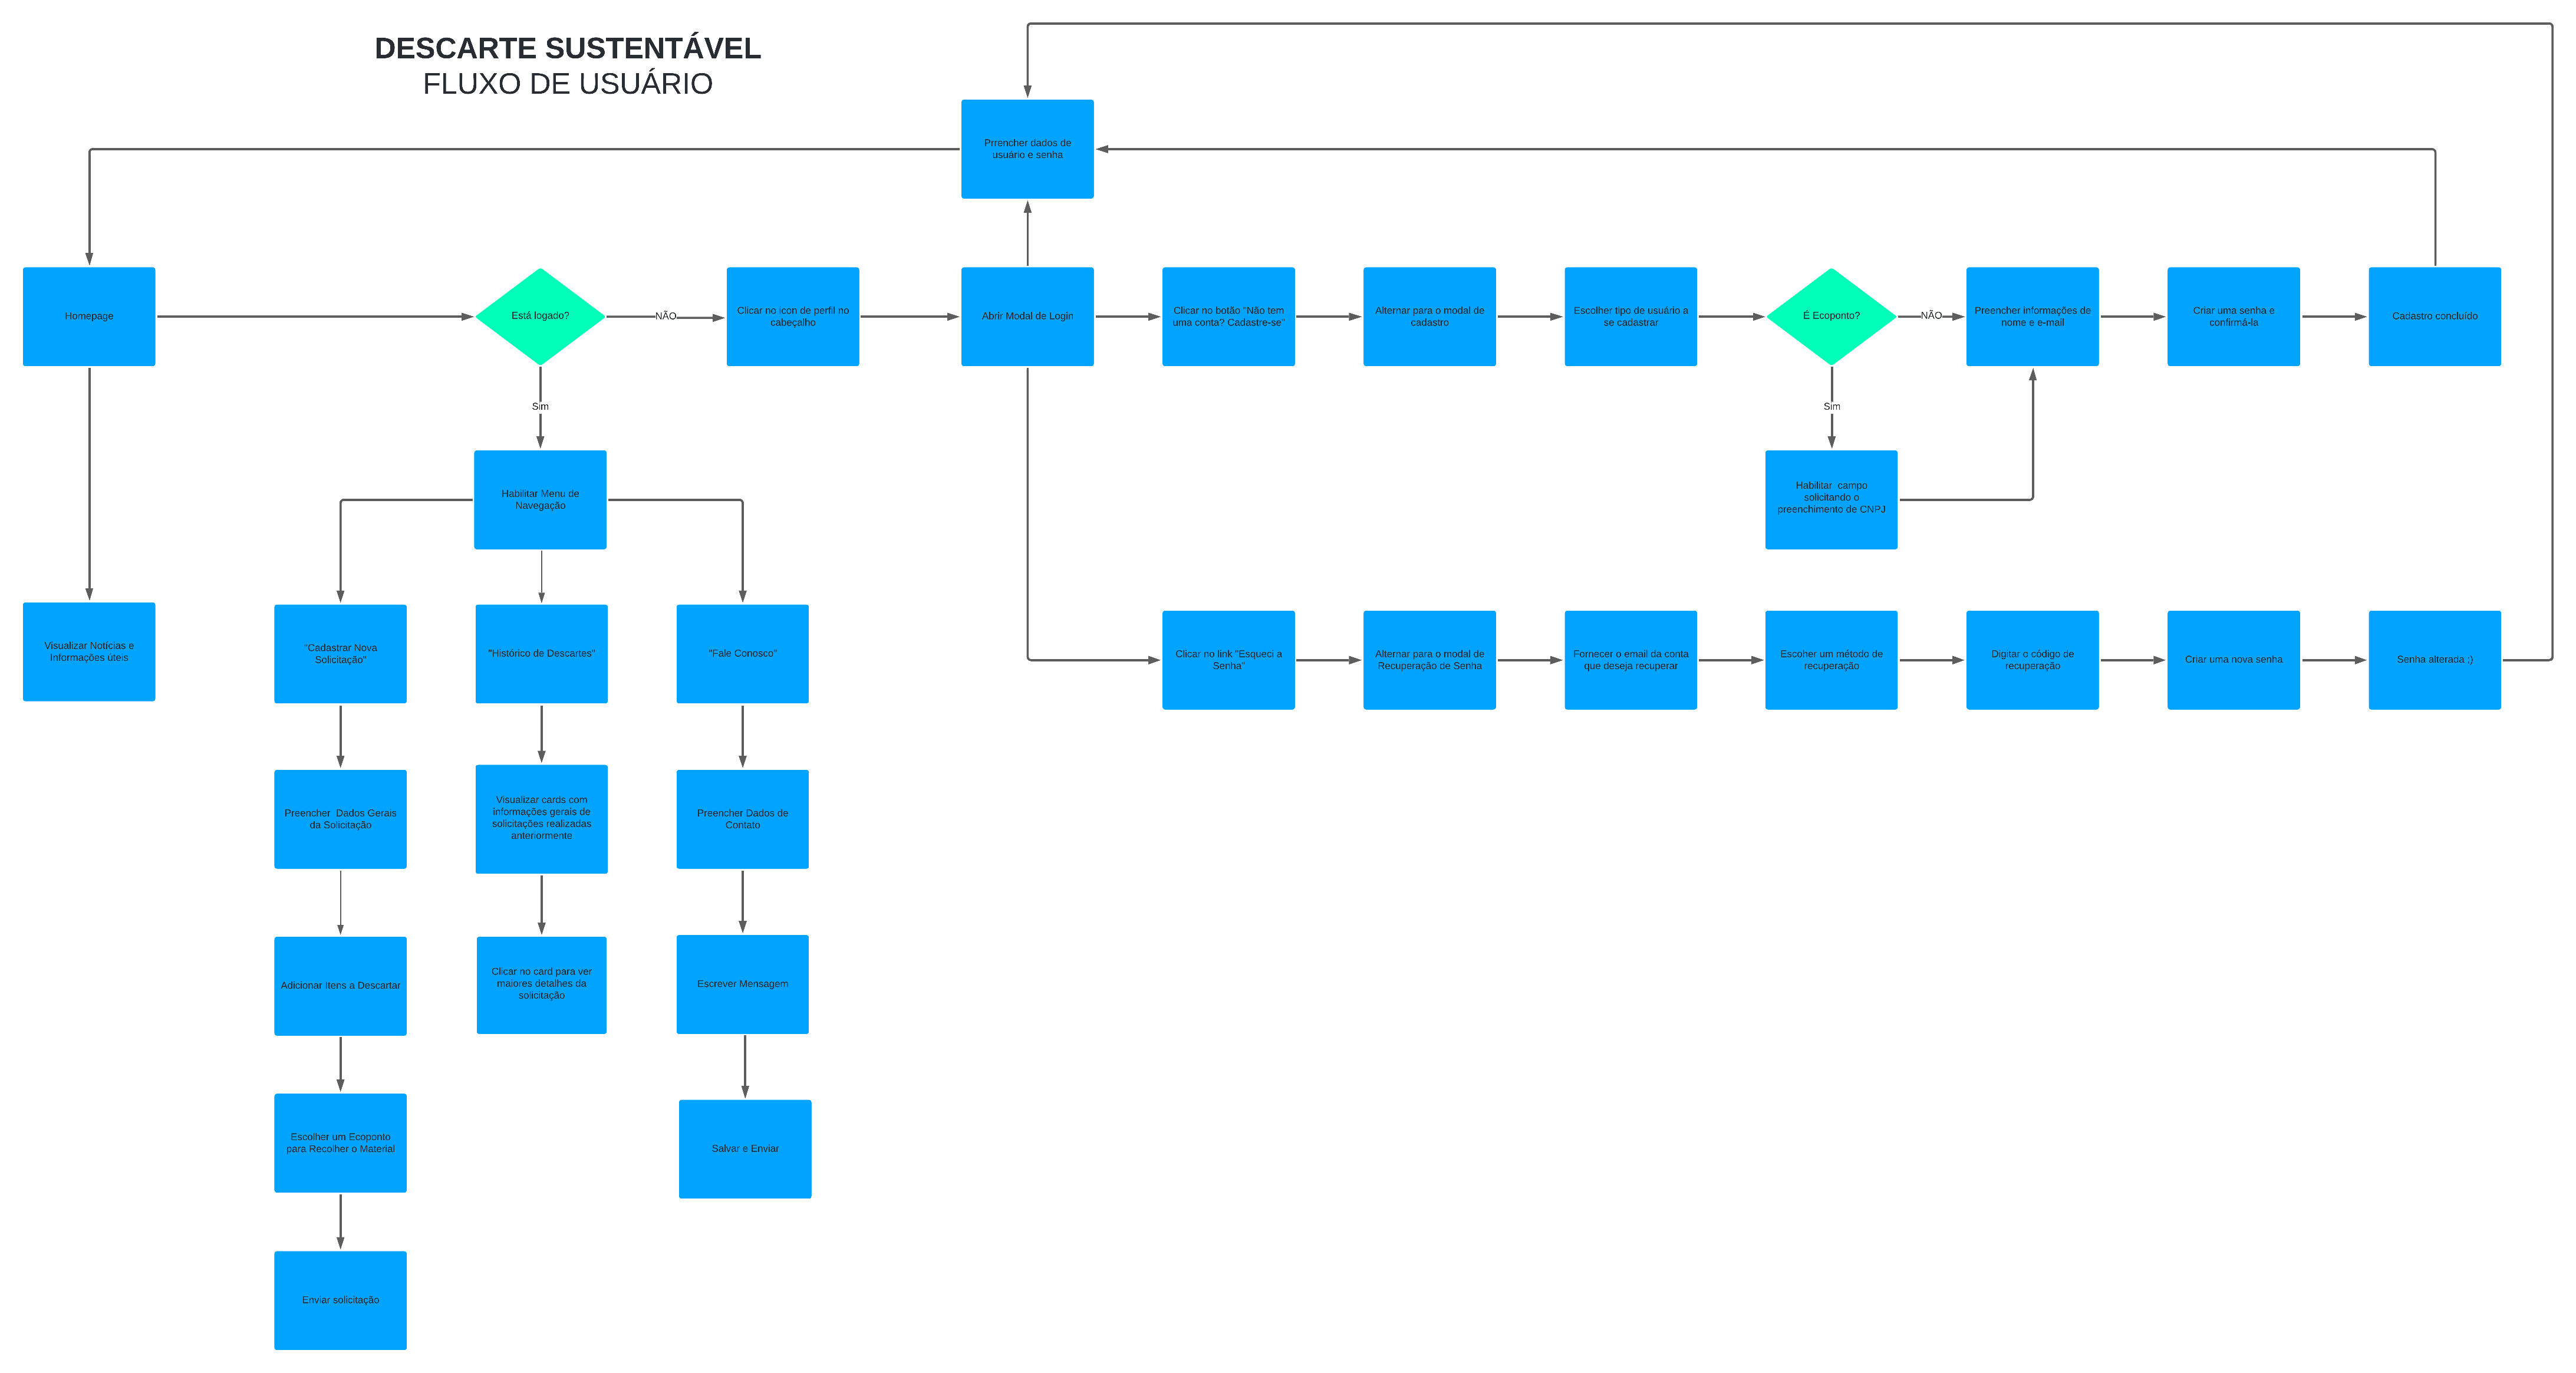 DESCARTE SUSTENTÁVEL
FLUXO DE USUÁRIO
Prrencher dados de
usuário e senha
Homepage
Está logado?
NÃO
Clicar no icon de perfil no
cabeçalho
Abrir Modal de Login
Clicar no botão "Não tem
uma conta? Cadastre-se"
Alternar para o modal de
cadastro
Escolher tipo de usuário a
se cadastrar
É Ecoponto?
NÃO
Preencher informações de
nome e e-mail
Criar uma senha e
confirmá-la
Cadastro concluído
Sim
Sim
Habilitar Menu de
Navegação
Habilitar campo
solicitando o
preenchimento de CNPJ
Visualizar Notícias e
Informações úteis
"Cadastrar Nova
Solicitação"
"Histórico de Descartes"
"Fale Conosco"
Clicar no link "Esqueci a
Senha"
Alternar para o modal de
Recuperação de Senha
Fornecer o email da conta
que deseja recuperar
Escoher um método de
recuperação
Digitar o código de
recuperação
Criar uma nova senha
Senha alterada ;)
Preencher Dados Gerais
da Solicitação
Visualizar cards com
informações gerais de
solicitações realizadas
anteriormente
Preencher Dados de
Contato
Adicionar Itens a Descartar
Clicar no card para ver
maiores detalhes da
solicitação
Escrever Mensagem
Escolher um Ecoponto
para Recolher o Material
Salvar e Enviar
Enviar solicitação